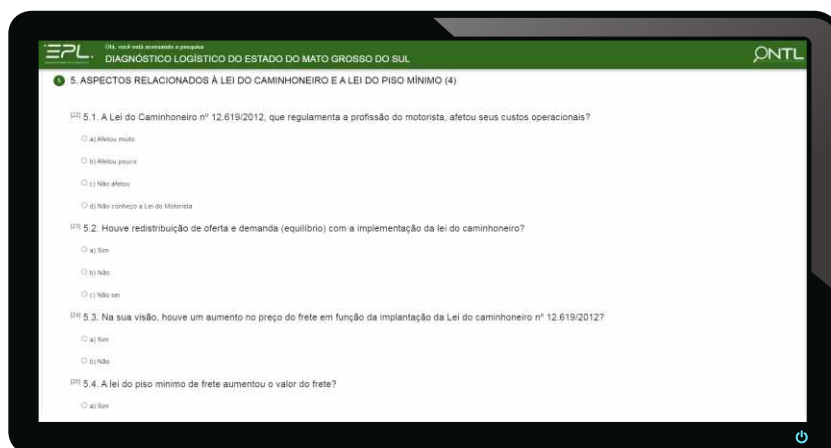 EPL.
Olá, você está acessando a pesquisa
DIAGNÓSTICO LOGÍSTICO DO ESTADO DO MATO GROSSO DO SUL
ONTL
5 5. ASPECTOS RELACIONADOS À LEI DO CAMINHONEIRO E A LEI DO PISO MÍNIMO (4)
[22] 5.1. A Lei do Caminhoneiro nº 12.619/2012, que regulamenta a profissão do motorista, afetou seus custos operacionais?
a) Afetou muito
b) Afetou pouco
c) Não afetou
d) Não conheço a Lei do Motorista
[23] 5.2. Houve redistribuição de oferta e demanda (equilíbrio) com a implementação da lei do caminhoneiro?
a) Sim
b) Não
c) Não sei
[24] 5.3. Na sua visão, houve um aumento no preço do frete em função da implantação da Lei do caminhoneiro nº 12.619/2012?
a) Sim
b) Não
[25] 5.4. A lei do piso mínimo de frete aumentou o valor do frete?
a) Sim